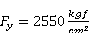 F_y = 2550 kgf/cm²